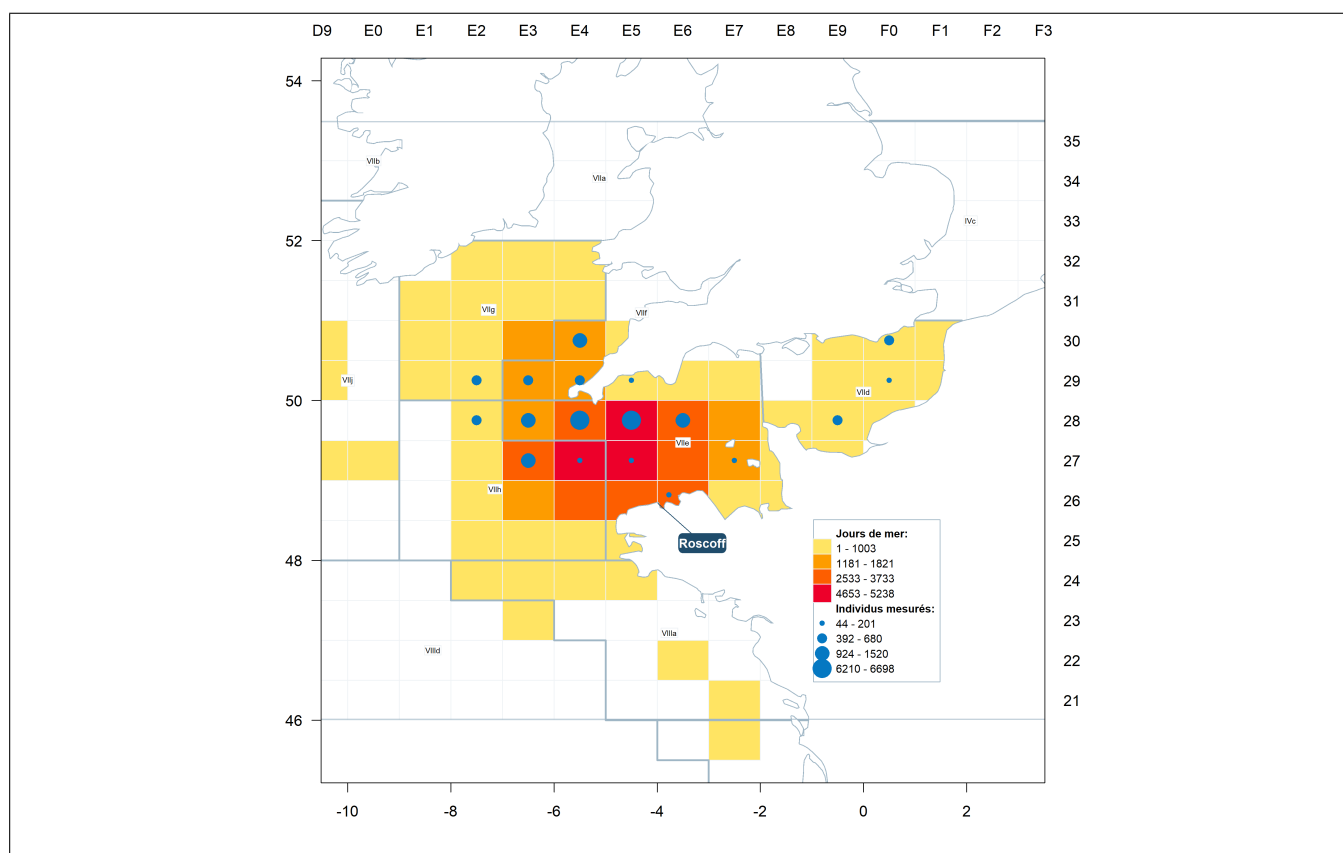 D9 E0 E1 E2 E3 E4 E5 E6 E7 E8 E9 F0 F1 F2 F3
54
35
VIIb
VIIa
34
IVc
33
52
32
VIIg
VIIf
31
30
VIIj
VIId
29
50
28
VIIe
27
VIIh
26
Roscoff
Jours de mer:
1 - 1003
1181 - 1821
2533 - 3733
4653 - 5238
Individus mesurés:
44 - 201
392 - 680
924 - 1520
6210 - 6698
25
48
24
23
VIIIa
VIIId
22
21
46
-10 -8 -6 -4 -2 0 2